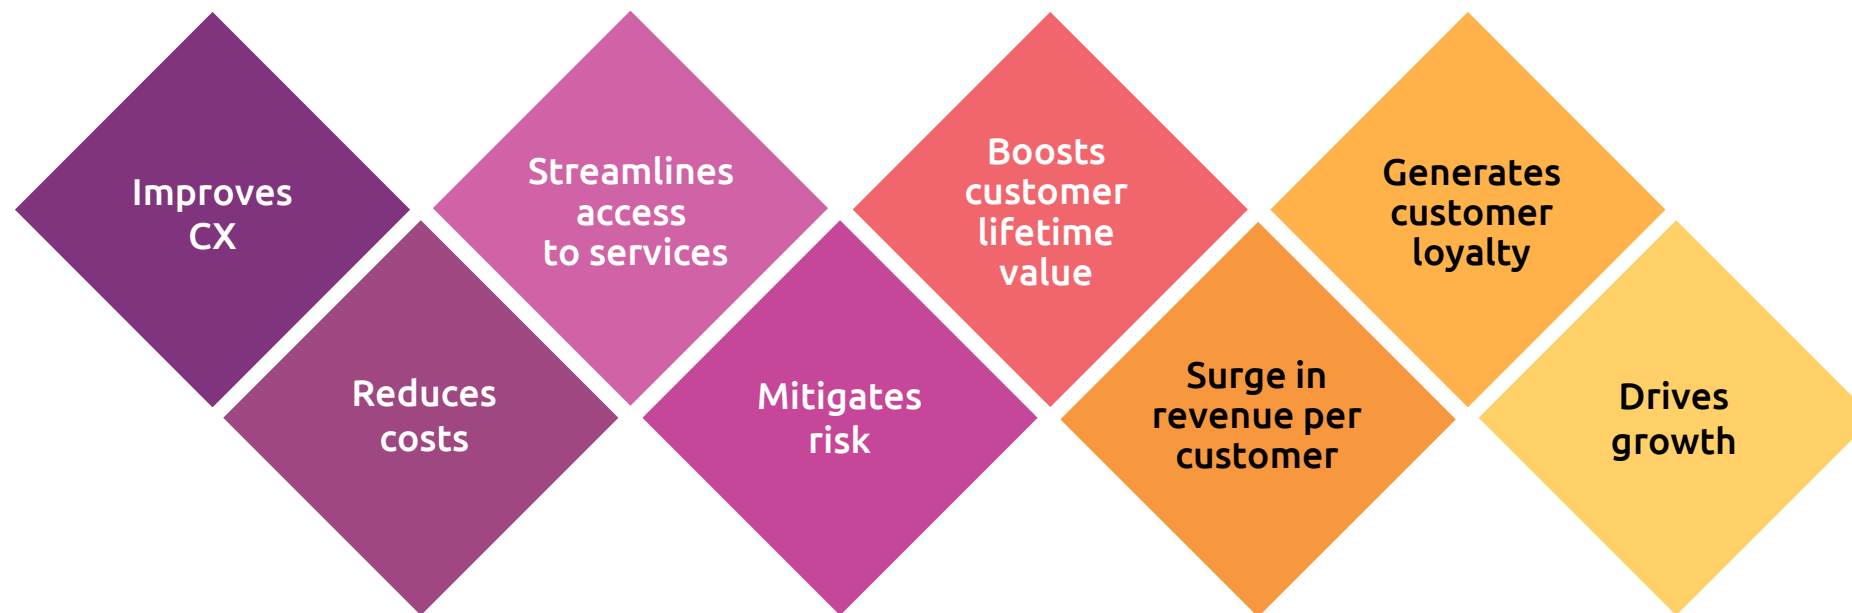 Improves
CX
Reduces
costs
Streamlines
access
to services
Mitigates
risk
Boosts
customer
lifetime
value
Surge in
revenue per
customer
Generates
customer
loyalty
Drives
growth